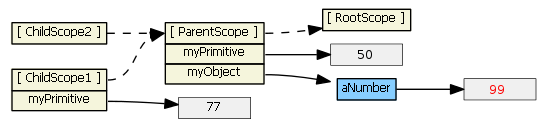 [ ChildScope2 ]
[ ParentScope ]
[ RootScope ]
myPrimitive
50
myObject
[ ChildScope1 ]
aNumber
99
myPrimitive
77